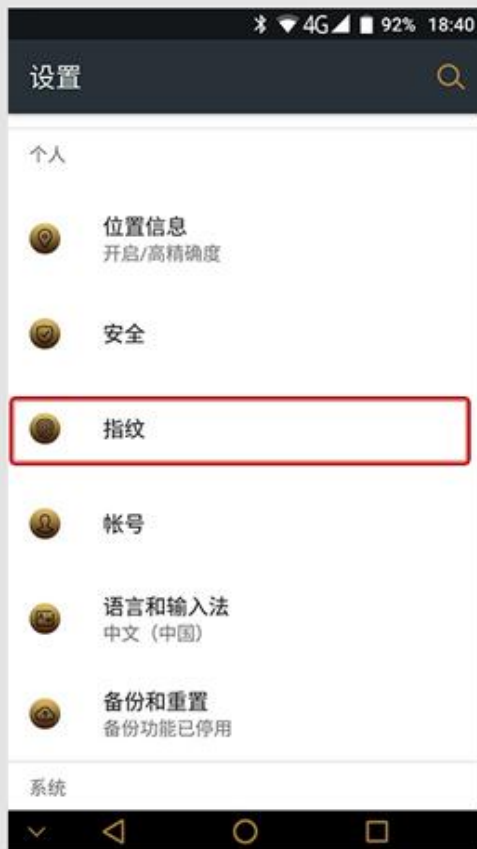 4G 92% 18:40
设置
个人
位置信息
开启/高精确度
安全
指纹
帐号
语言和输入法
中文（中国）
备份和重置
备份功能已停用
系统